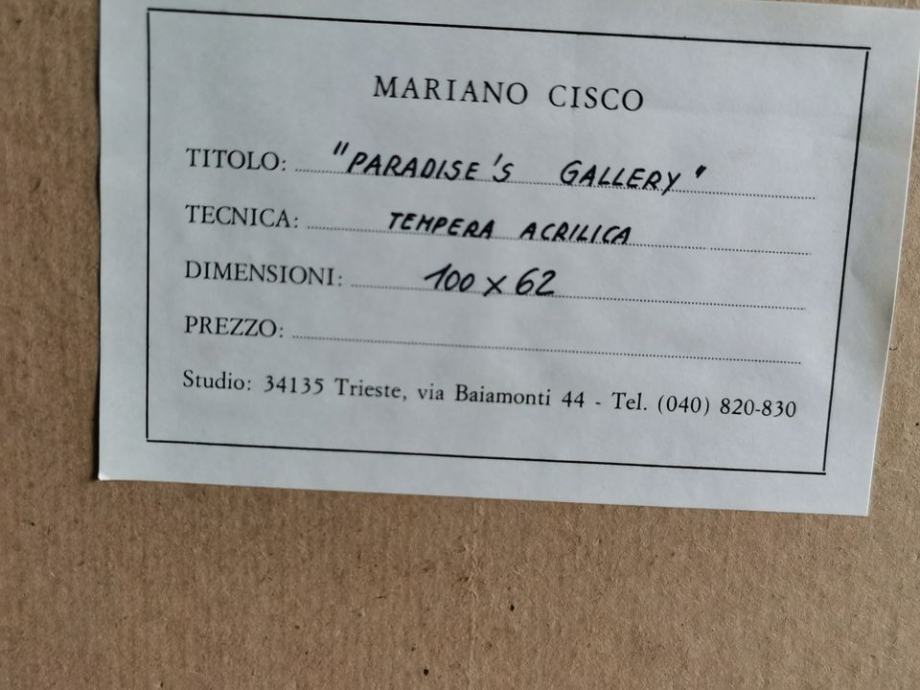 MARIANO CISCO
TITOLO: "PARADISE'S GALLERY"
TECNICA: TEMPERA ACRILICA
DIMENSIONI: 100 x 62
PREZZO:
Studio: 34135 Trieste, via Baiamonti 44 - Tel. (040) 820-830